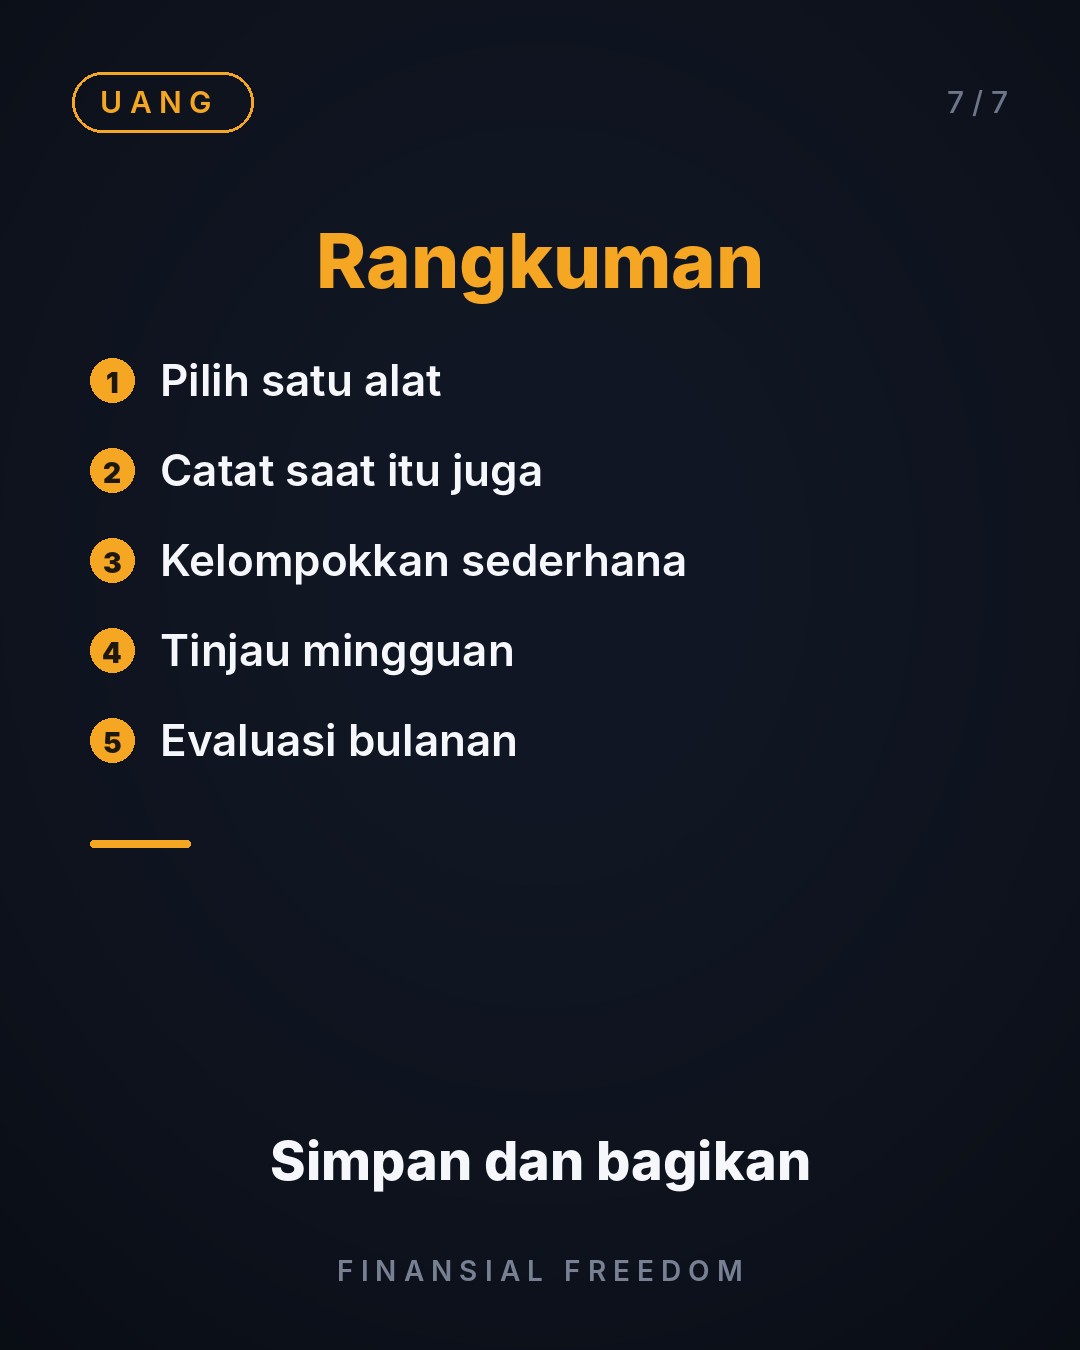 UANG
7/7
Rangkuman
1 Pilih satu alat
2 Catat saat itu juga
3 Kelompokkan sederhana
4 Tinjau mingguan
5 Evaluasi bulanan
Simpan dan bagikan
FINANSIAL FREEDOM